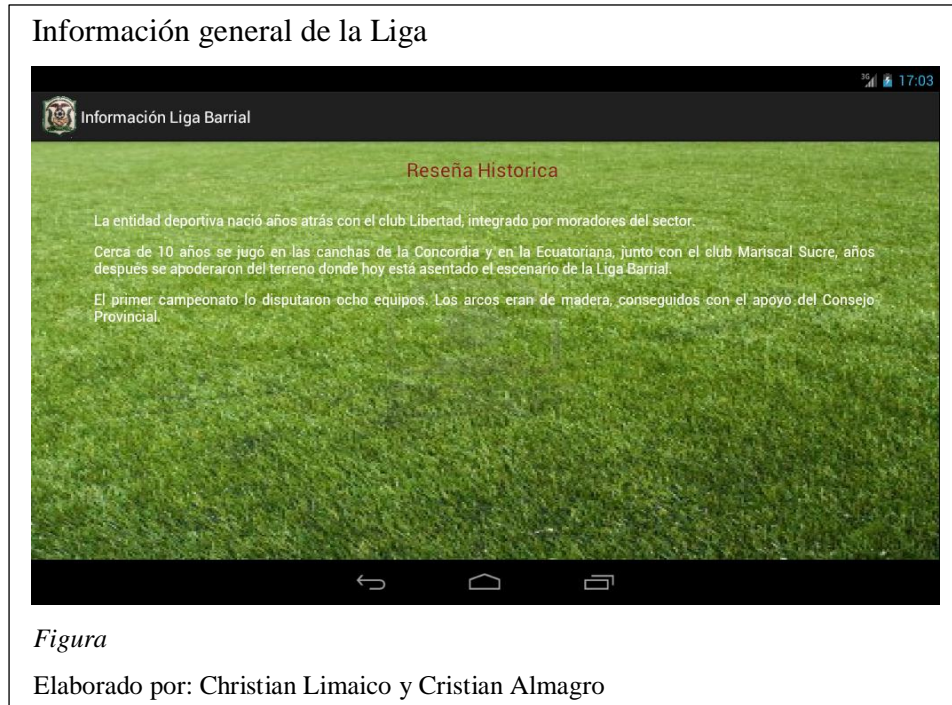 Información general de la Liga
3G 17:03
Información Liga Barrial
Reseña Historica
La entidad deportiva nació años atrás con el club Libertad, integrado por moradores del sector.
Cerca de 10 años se jugó en las canchas de la Concordia y en la Ecuatoriana, junto con el club Mariscal Sucre, años
después se apoderaron del terreno donde hoy está asentado el escenario de la Liga Barrial.
El primer campeonato lo disputaron ocho equipos. Los arcos eran de madera, conseguidos con el apoyo del Consejo
Provincial.
Figura
Elaborado por: Christian Limaico y Cristian Almagro